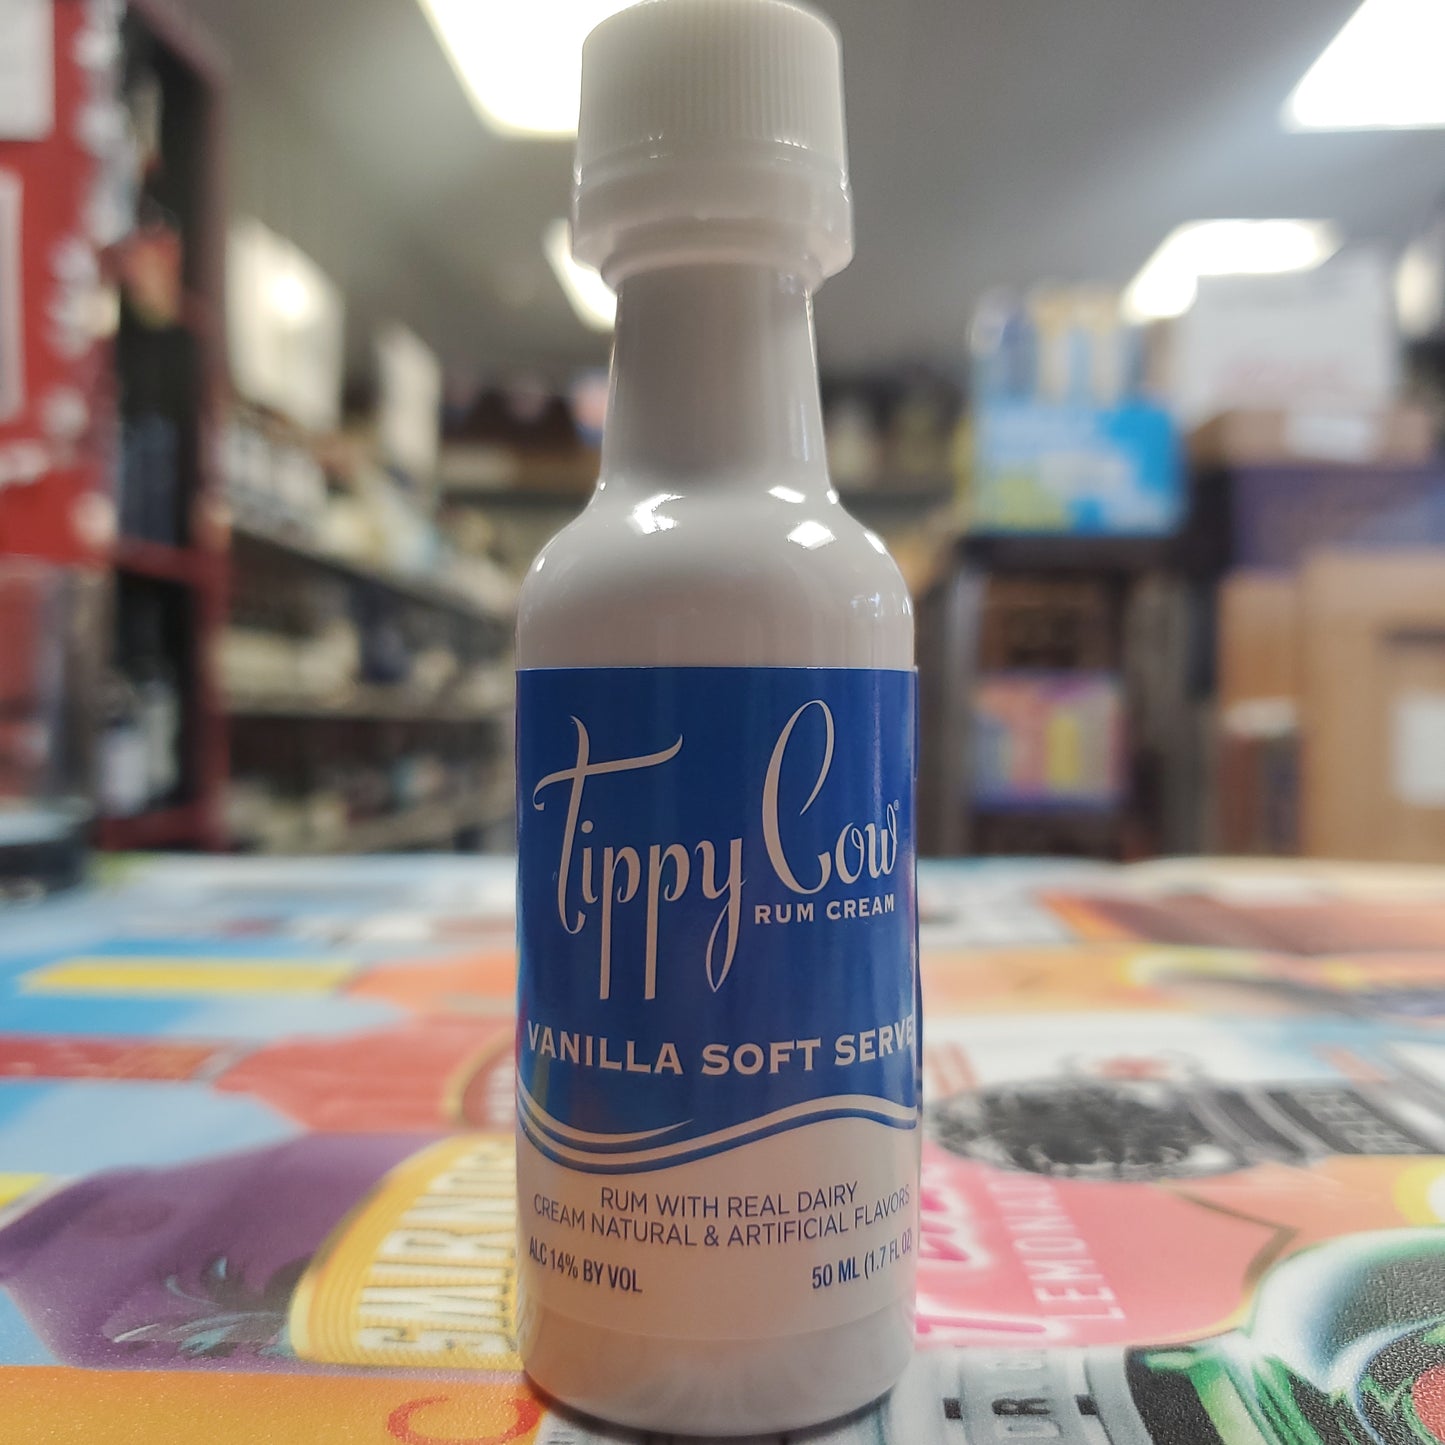 Tippy Cow®
RUM CREAM
VANILLA SOFT SERVE
RUM WITH REAL DAIRY
CREAM NATURAL & ARTIFICIAL FLAVORS
ALC 14% BY VOL
50 ML (1.7 FL OZ
SMIRNOFF
LEMONAD